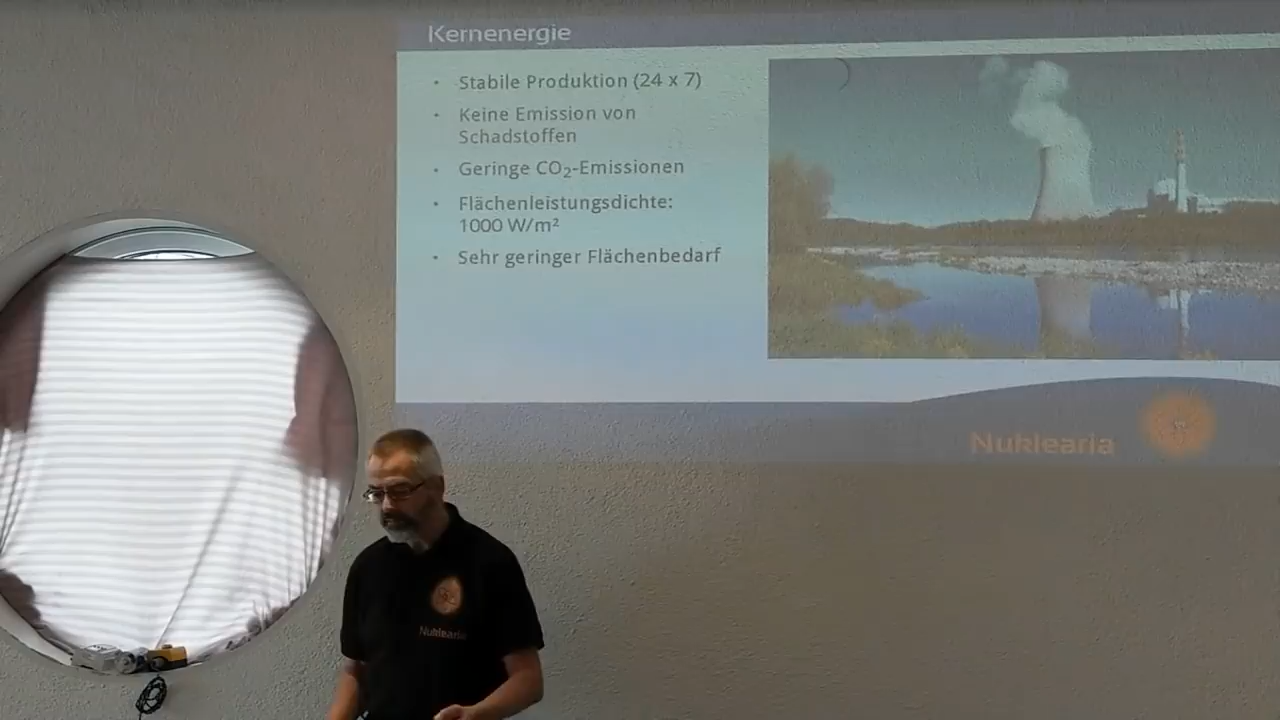 Kernenergie
Stabile Produktion (24 x 7)
Keine Emission von
Schadstoffen
Geringe CO₂-Emissionen
Flächenleistungsdichte:
1000 W/m²
Sehr geringer Flächenbedarf
Nuklearia
Nuklearia